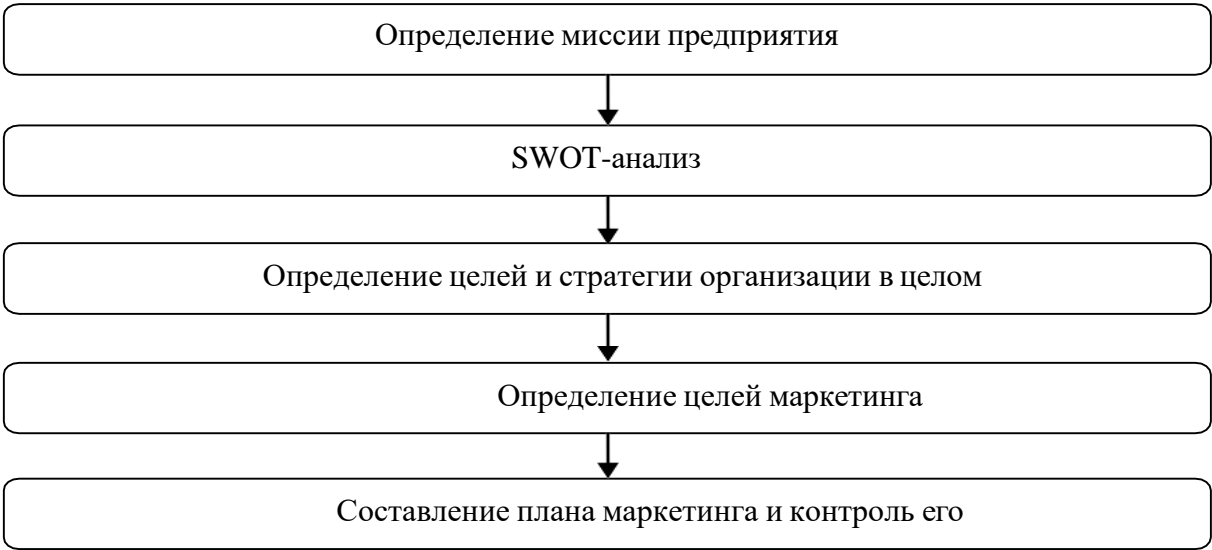 Определение миссии предприятия
SWOT-анализ
Определение целей и стратегии организации в целом
Определение целей маркетинга
Составление плана маркетинга и контроль его